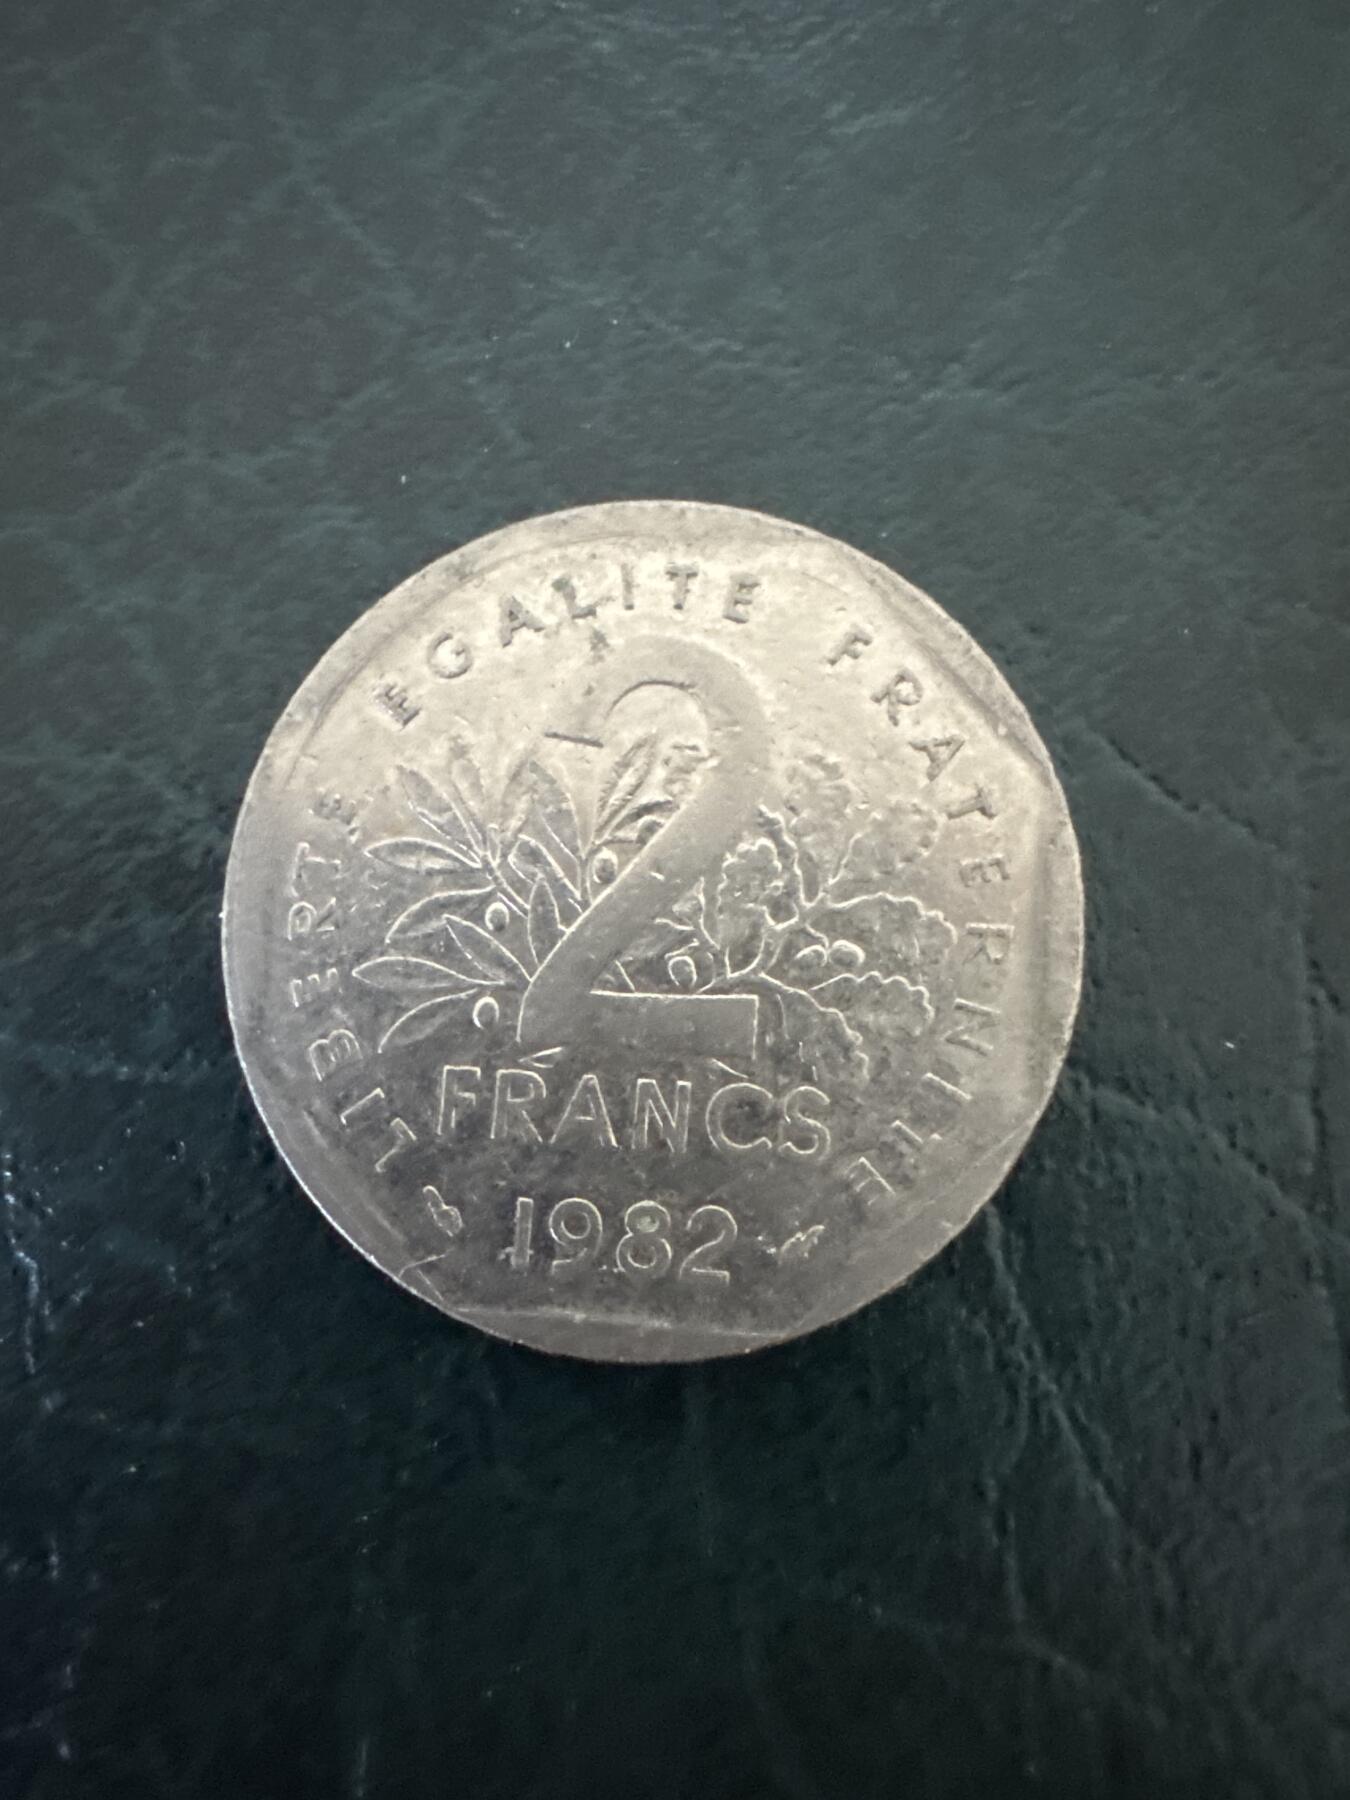 LIBERTE EGALITE FRATERNITE
2
FRANCS
1982